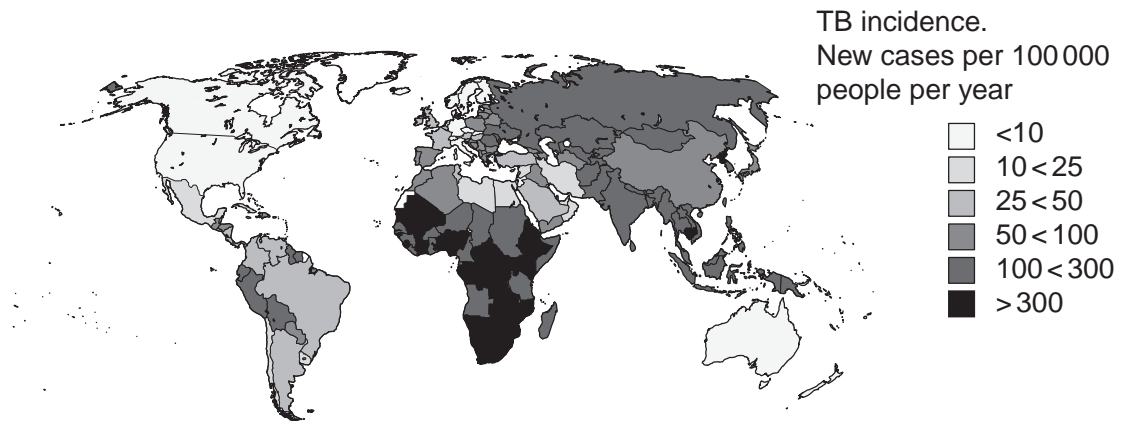 TB incidence.
New cases per 100 000
people per year
<10
10 < 25
25 < 50
50 < 100
100 < 300
> 300